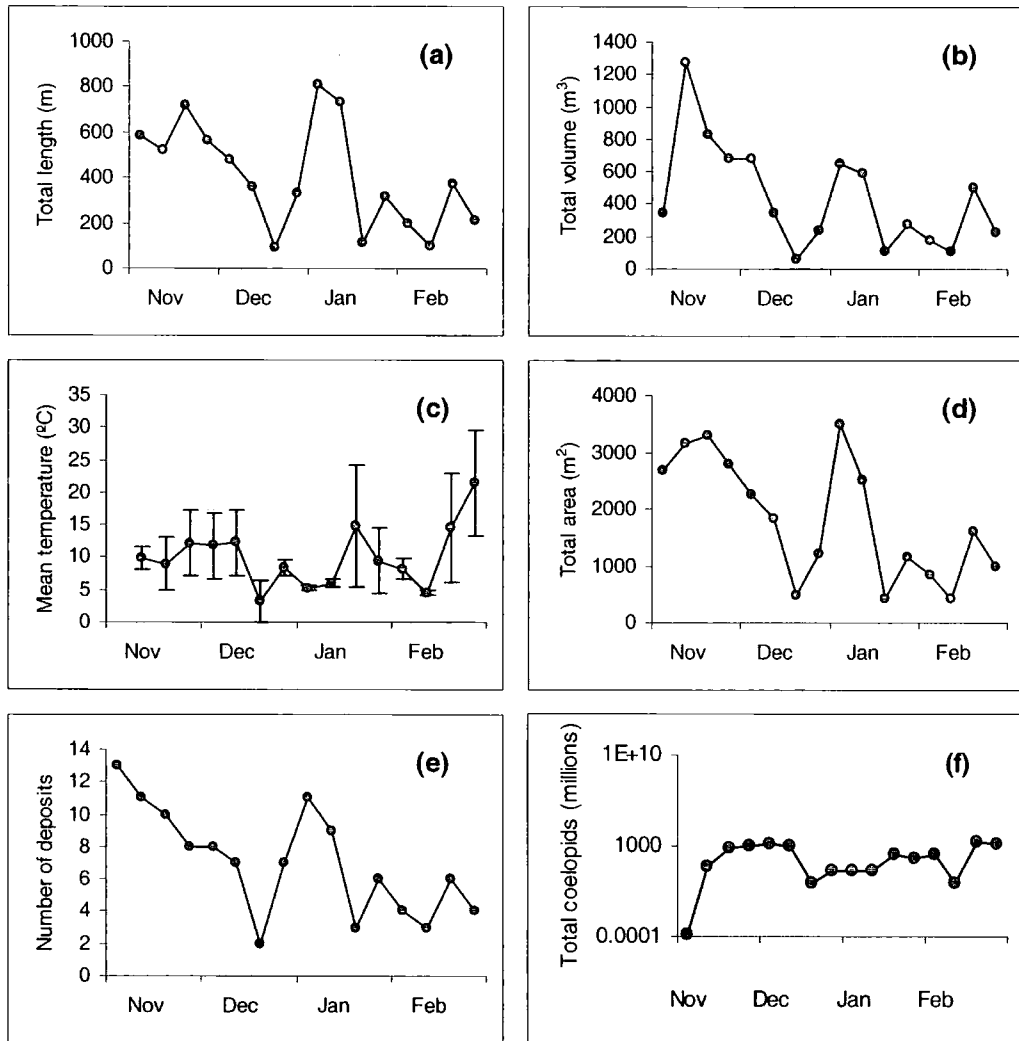 (a)
Total length (m)
1000
800
600
400
200
0
Nov Dec Jan Feb
(b)
Total volume (m³)
1400
1200
1000
800
600
400
200
0
Nov Dec Jan Feb
(c)
Mean temperature (ºC)
35
30
25
20
15
10
5
0
Nov Dec Jan Feb
(d)
Total area (m²)
4000
3000
2000
1000
0
Nov Dec Jan Feb
(e)
Number of deposits
14
12
10
8
6
4
2
0
Nov Dec Jan Feb
(f)
Total coelopids (millions)
1E+10
1000
0.0001
Nov Dec Jan Feb